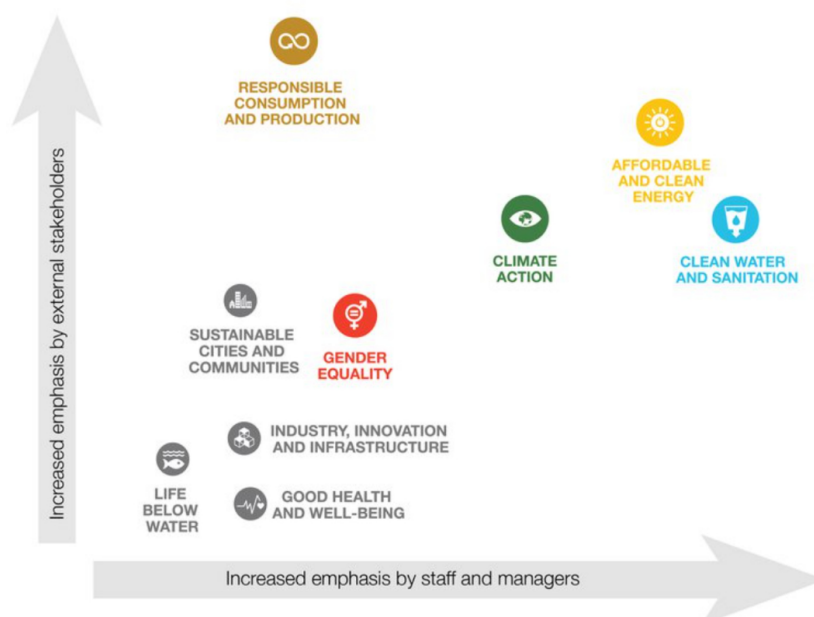 RESPONSIBLE
CONSUMPTION
AND PRODUCTION
AFFORDABLE
AND CLEAN
ENERGY
CLIMATE
ACTION
CLEAN WATER
AND SANITATION
SUSTAINABLE
CITIES AND
COMMUNITIES
GENDER
EQUALITY
INDUSTRY, INNOVATION
AND INFRASTRUCTURE
LIFE
BELOW
WATER
GOOD HEALTH
AND WELL-BEING
Increased emphasis by external stakeholders
Increased emphasis by staff and managers